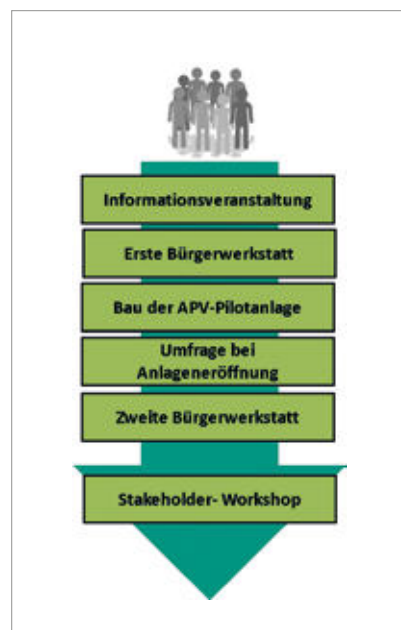 Informationsveranstaltung
Erste Bürgerwerkstatt
Bau der APV-Pilotanlage
Umfrage bei
Anlageneröffnung
Zweite Bürgerwerkstatt
Stakeholder- Workshop